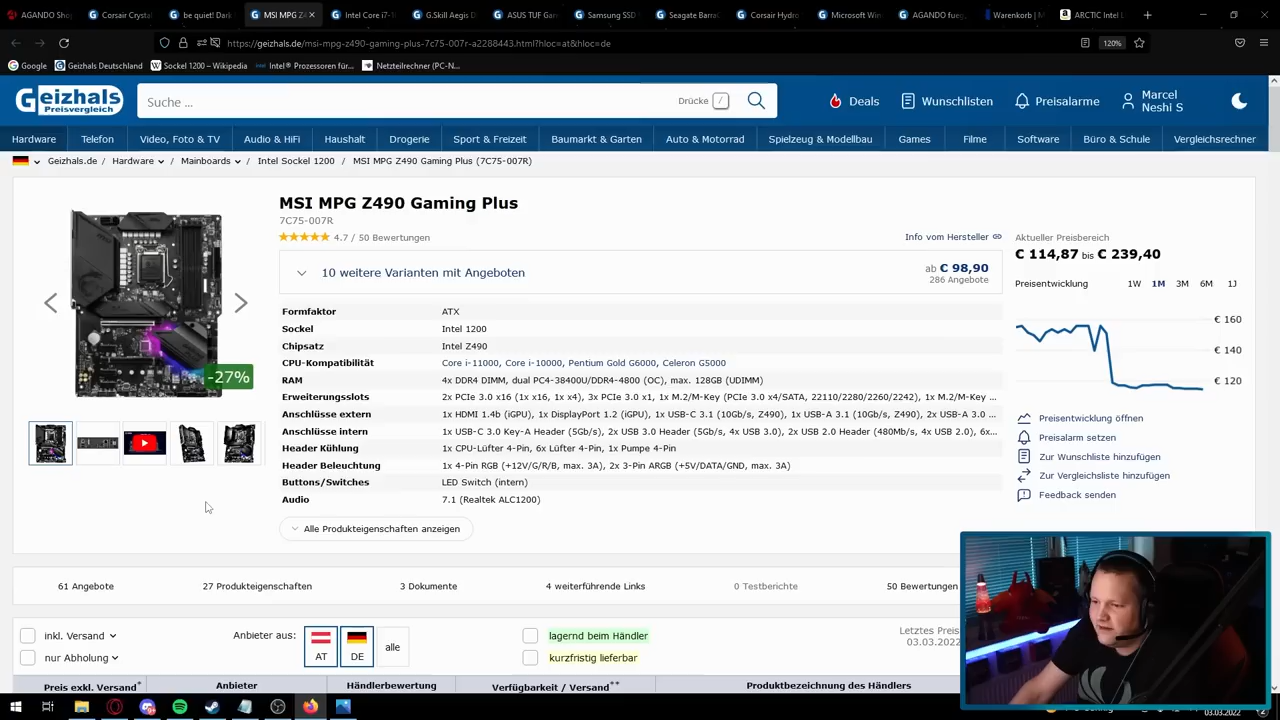 AGANDO Sho
Corsair Crystal
be quiet! Dark
MSI MPG Z4
Intel Core i7-
G.Skill Aegis D
ASUS TUF Gam
Samsung SSD
Seagate Barra
Corsair Hydro
Microsoft Win
AGANDO fueg
Warenkorb | M
ARCTIC Intel L
https://geizhals.de/msi-mpg-z490-gaming-plus-7c75-007r-a2288443.html?hloc=at&hloc=de
120%
Google
Geizhals Deutschland
Sockel 1200 – Wikipedia
Intel® Prozessoren für...
Netzteilrechner (PC-N...
Geizhals
Preisvergleich
Suche ...
Drücke /
Deals
Wunschlisten
Preisalarme
Marcel
Neshi S
Hardware
Telefon
Video, Foto & TV
Audio & HiFi
Haushalt
Drogerie
Sport & Freizeit
Baumarkt & Garten
Auto & Motorrad
Spielzeug & Modellbau
Games
Filme
Software
Büro & Schule
Vergleichsrechner
Geizhals.de / Hardware / Mainboards / Intel Sockel 1200 / MSI MPG Z490 Gaming Plus (7C75-007R)
MSI MPG Z490 Gaming Plus
7C75-007R
4.7 / 50 Bewertungen
Info vom Hersteller
10 weitere Varianten mit Angeboten
ab € 98,90
286 Angebote
-27%
Formfaktor ATX
Sockel Intel 1200
Chipsatz Intel Z490
CPU-Kompatibilität Core i-11000, Core i-10000, Pentium Gold G6000, Celeron G5000
RAM 4x DDR4 DIMM, dual PC4-38400U/DDR4-4800 (OC), max. 128GB (UDIMM)
Erweiterungsslots 2x PCIe 3.0 x16 (1x x16, 1x x4), 3x PCIe 3.0 x1, 1x M.2/M-Key (PCIe 3.0 x4/SATA, 22110/2280/2260/2242), 1x M.2/M-Key ...
Anschlüsse extern 1x HDMI 1.4b (iGPU), 1x DisplayPort 1.2 (iGPU), 1x USB-C 3.1 (10Gb/s, Z490), 1x USB-A 3.1 (10Gb/s, Z490), 2x USB-A 3.0 ...
Anschlüsse intern 1x USB-C 3.0 Key-A Header (5Gb/s), 2x USB 3.0 Header (5Gb/s, 4x USB 3.0), 2x USB 2.0 Header (480Mb/s, 4x USB 2.0), 6x...
Header Kühlung 1x CPU-Lüfter 4-Pin, 6x Lüfter 4-Pin, 1x Pumpe 4-Pin
Header Beleuchtung 1x 4-Pin RGB (+12V/G/R/B, max. 3A), 2x 3-Pin ARGB (+5V/DATA/GND, max. 3A)
Buttons/Switches LED Switch (intern)
Audio 7.1 (Realtek ALC1200)
Alle Produkteigenschaften anzeigen
Aktueller Preisbereich
€ 114,87 bis € 239,40
Preisentwicklung 1W 1M 3M 6M 1J
€ 160
€ 140
€ 120
Preisentwicklung öffnen
Preisalarm setzen
Zur Wunschliste hinzufügen
Zur Vergleichsliste hinzufügen
Feedback senden
61 Angebote
27 Produkteigenschaften
3 Dokumente
4 weiterführende Links
0 Testberichte
50 Bewertungen
inkl. Versand
nur Abholung
Anbieter aus:
AT
DE
alle
lagernd beim Händler
kurzfristig lieferbar
Letztes Preis
03.03.2022
Preis exkl. Versand*
Anbieter
Händlerbewertung
Verfügbarkeit / Versand**
Produktbezeichnung des Händlers
03.03.2022